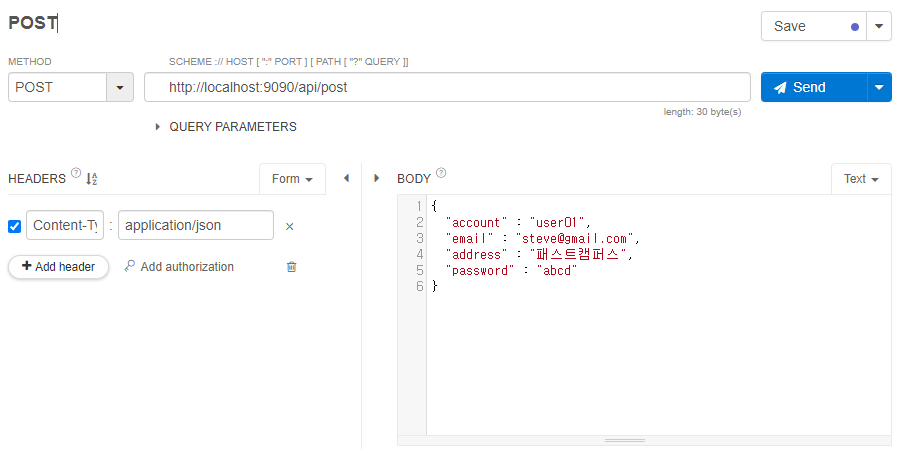 POST
Save
METHOD
SCHEME :// HOST [ ":" PORT ] [ PATH [ "?" QUERY ]]
POST
http://localhost:9090/api/post
Send
length: 30 byte(s)
QUERY PARAMETERS
HEADERS ? Form
BODY ? Text
Content-Ty : application/json
+ Add header
Add authorization
1 {
2 "account" : "user01",
3 "email" : "steve@gmail.com",
4 "address" : "패스트캠퍼스",
5 "password" : "abcd"
6 }